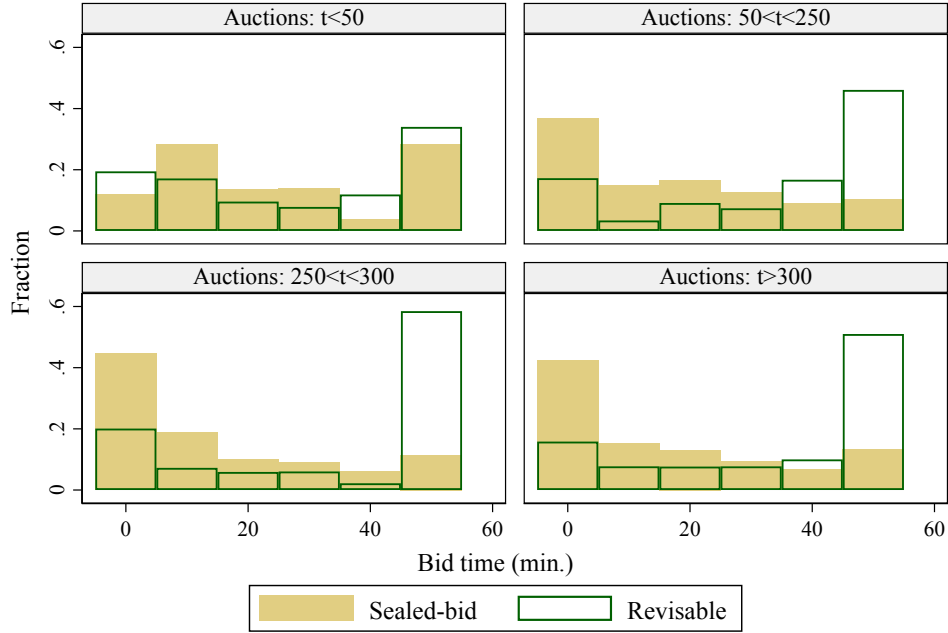 Auctions: t<50
Auctions: 50<t<250
Fraction
.6
.4
.2
0
Auctions: 250<t<300
Auctions: t>300
.6
.4
.2
0
0 20 40 60
0 20 40 60
Bid time (min.)
Sealed-bid
Revisable